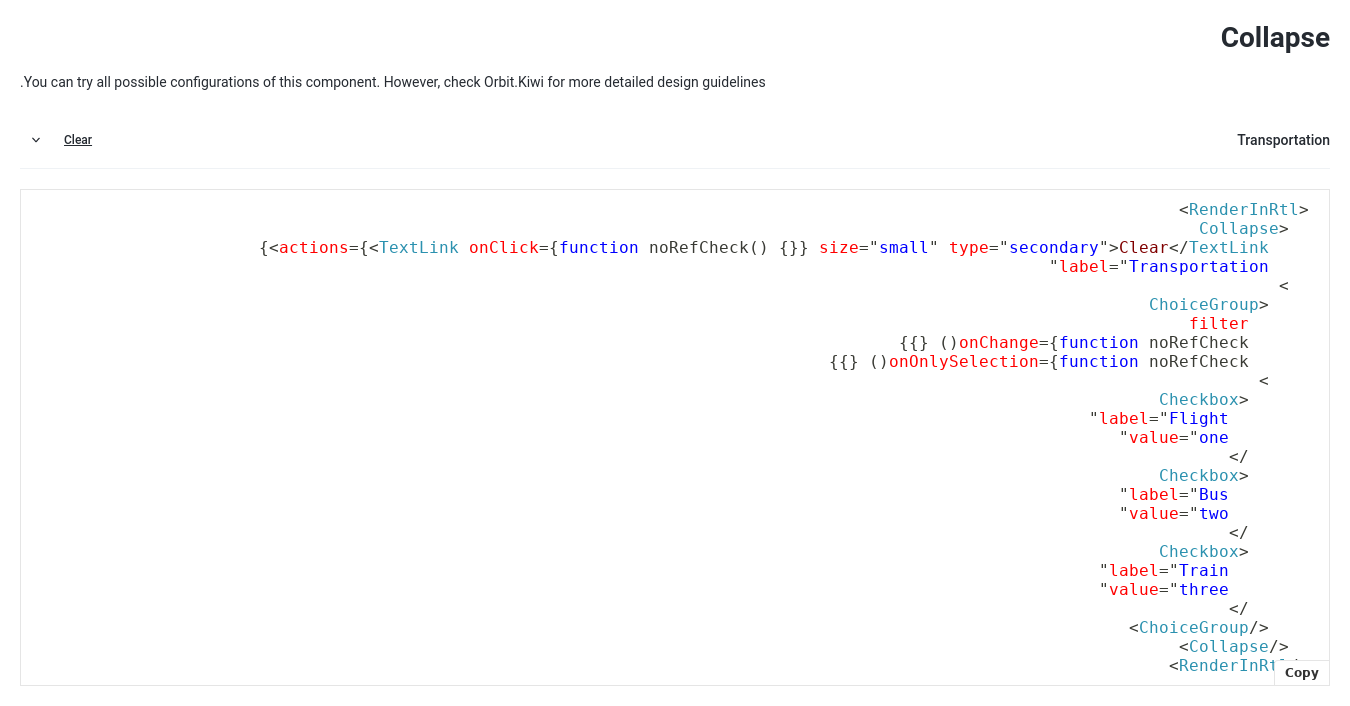 Collapse
.You can try all possible configurations of this component. However, check Orbit.Kiwi for more detailed design guidelines
Transportation
Clear
<RenderInRtl>
Collapse>
{<actions={<TextLink onClick={function noRefCheck() {}} size="small" type="secondary">Clear</TextLink
"label="Transportation
<
ChoiceGroup>
filter
{{} ()onChange={function noRefCheck
{{} ()onOnlySelection={function noRefCheck
<
Checkbox>
"label="Flight
"value="one
</
Checkbox>
"label="Bus
"value="two
</
Checkbox>
"label="Train
"value="three
</
<ChoiceGroup/>
<Collapse/>
<RenderInRtl/>
Copy